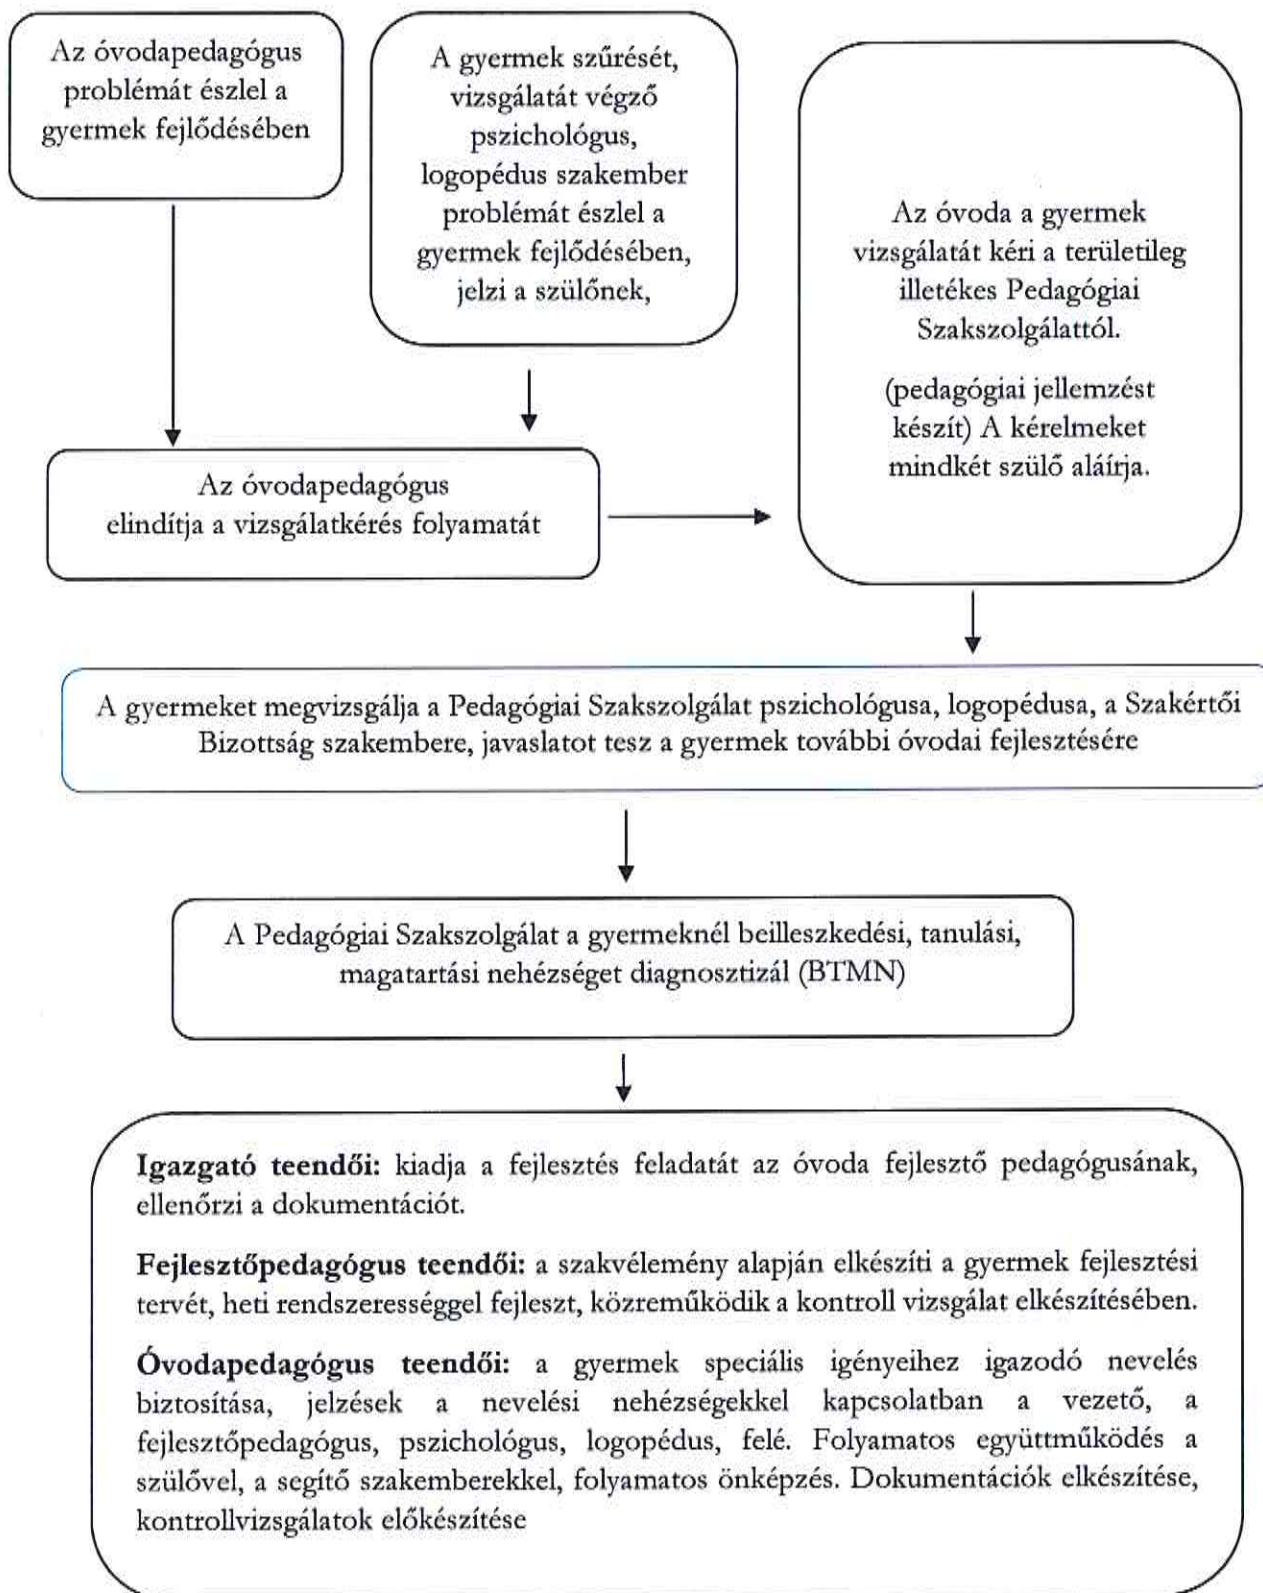 Az óvodapedagógus
problémát észlel a
gyermek fejlődésében
A gyermek szűrését,
vizsgálatát végző
pszichológus,
logopédus szakember
problémát észlel a
gyermek fejlődésében,
jelzi a szülőnek,
Az óvodapedagógus
elindítja a vizsgálatkérés folyamatát
Az óvoda a gyermek
vizsgálatát kéri a területileg
illetékes Pedagógiai
Szakszolgálattól.
(pedagógiai jellemzést
készít) A kérelmeket
mindkét szülő aláírja.
A gyermeket megvizsgálja a Pedagógiai Szakszolgálat pszichológusa, logopédusa, a Szakértői
Bizottság szakembere, javaslatot tesz a gyermek további óvodai fejlesztésére
A Pedagógiai Szakszolgálat a gyermeknél beilleszkedési, tanulási,
magatartási nehézséget diagnosztizál (BTMN)
Igazgató teendői: kiadja a fejlesztés feladatát az óvoda fejlesztő pedagógusának,
ellenőrzi a dokumentációt.
Fejlesztőpedagógus teendői: a szakvélemény alapján elkészíti a gyermek fejlesztési
tervét, heti rendszerességgel fejleszt, közreműködik a kontroll vizsgálat elkészítésében.
Óvodapedagógus teendői: a gyermek speciális igényeihez igazodó nevelés
biztosítása, jelzések a nevelési nehézségekkel kapcsolatban a vezető, a
fejlesztőpedagógus, pszichológus, logopédus, felé. Folyamatos együttműködés a
szülővel, a segítő szakemberekkel, folyamatos önképzés. Dokumentációk elkészítése,
kontrollvizsgálatok előkészítése